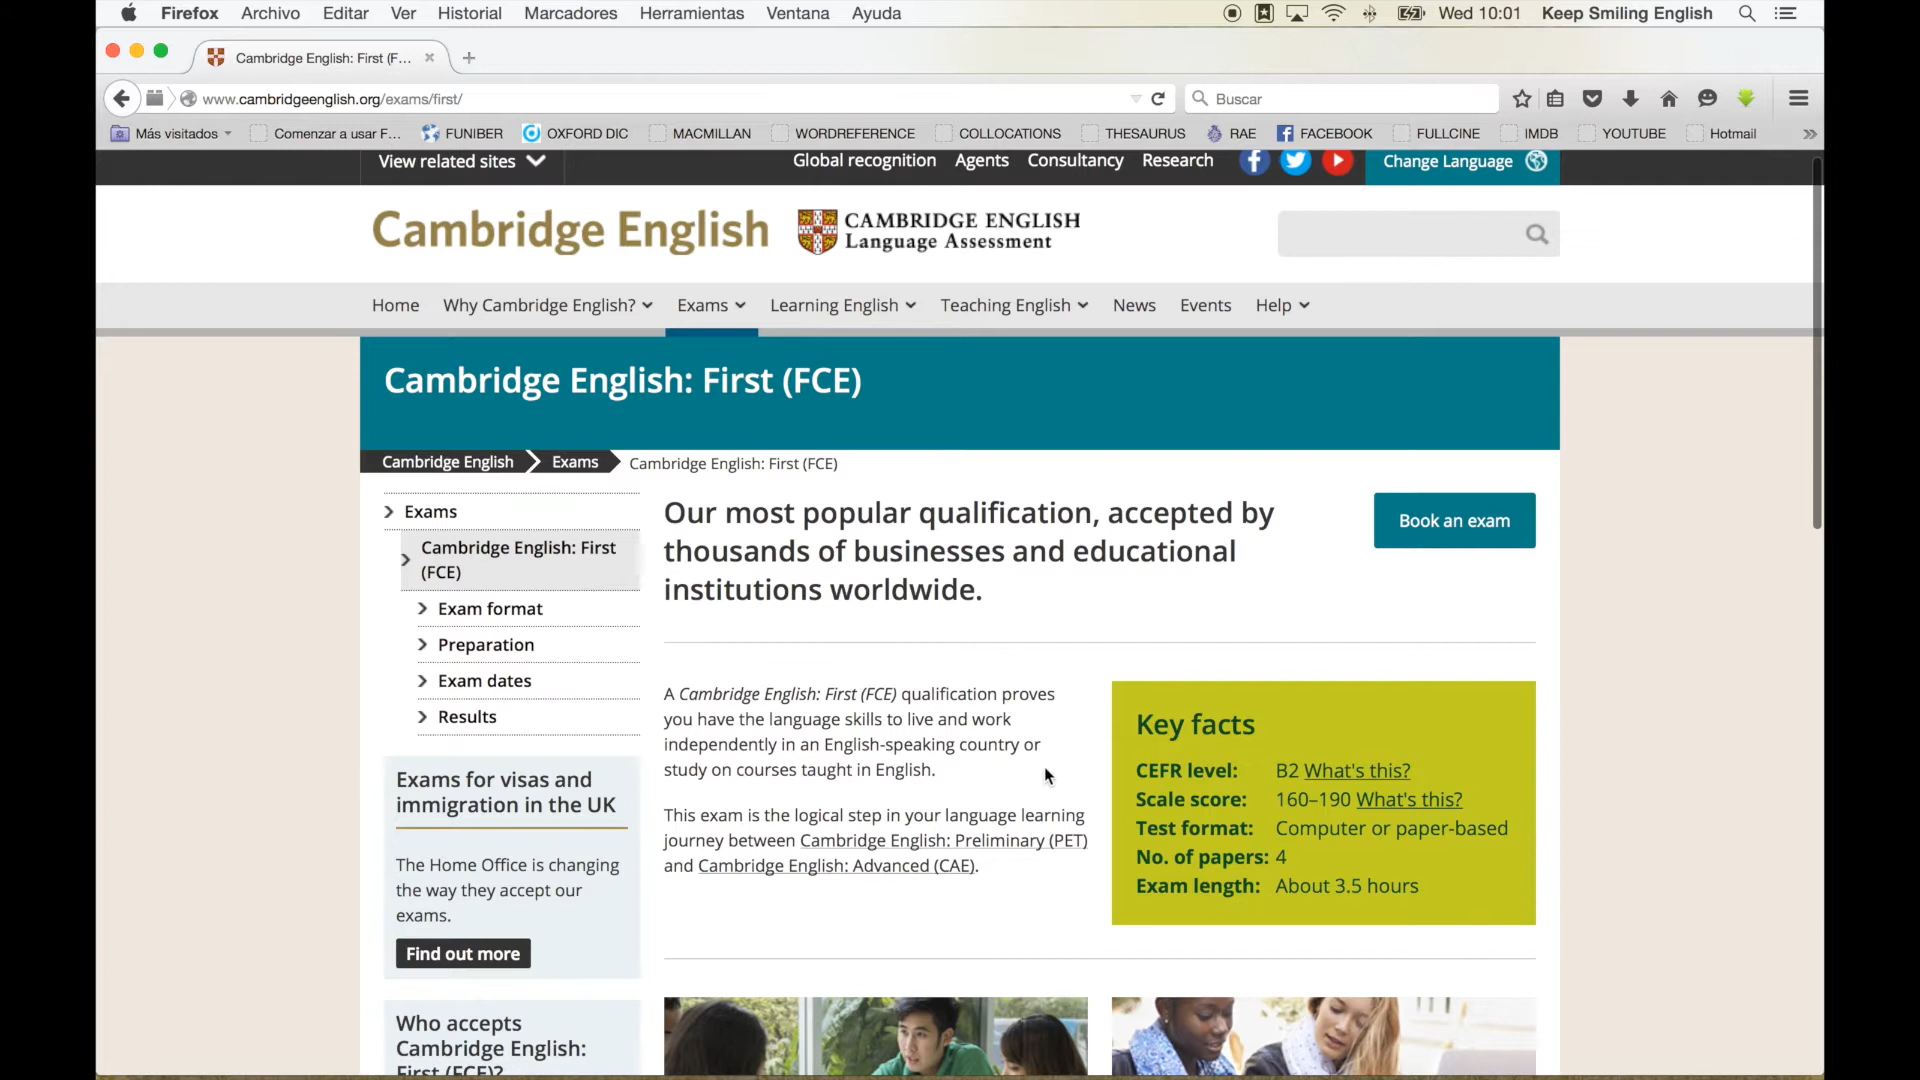 Firefox Archivo Editar Ver Historial Marcadores Herramientas Ventana Ayuda Wed 10:01 Keep Smiling English
Cambridge English: First (F...
www.cambridgeenglish.org/exams/first/ Buscar
Más visitados Comenzar a usar F... FUNIBER OXFORD DIC MACMILLAN WORDREFERENCE COLLOCATIONS THESAURUS RAE FACEBOOK FULLCINE IMDB YOUTUBE Hotmail
View related sites Global recognition Agents Consultancy Research Change Language
Cambridge English CAMBRIDGE ENGLISH
Language Assessment
Home Why Cambridge English? Exams Learning English Teaching English News Events Help
Cambridge English: First (FCE)
Cambridge English Exams Cambridge English: First (FCE)
Exams
Cambridge English: First
(FCE)
Exam format
Preparation
Exam dates
Results
Our most popular qualification, accepted by
thousands of businesses and educational
institutions worldwide.
Book an exam
A Cambridge English: First (FCE) qualification proves
you have the language skills to live and work
independently in an English-speaking country or
study on courses taught in English.
This exam is the logical step in your language learning
journey between Cambridge English: Preliminary (PET)
and Cambridge English: Advanced (CAE).
Key facts
CEFR level: B2 What's this?
Scale score: 160–190 What's this?
Test format: Computer or paper-based
No. of papers: 4
Exam length: About 3.5 hours
Exams for visas and
immigration in the UK
The Home Office is changing
the way they accept our
exams.
Find out more
Who accepts
Cambridge English:
First (FCE)?